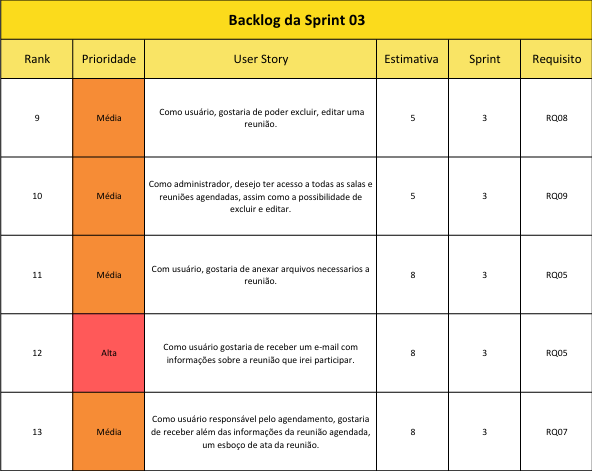 Backlog da Sprint 03
Rank Prioridade User Story Estimativa Sprint Requisito
9 Média Como usuário, gostaria de poder excluir, editar uma
reunião. 5 3 RQ08
10 Média Como administrador, desejo ter acesso a todas as salas e
reuniões agendadas, assim como a possibilidade de
excluir e editar. 5 3 RQ09
11 Média Com usuário, gostaria de anexar arquivos necessarios a
reunião. 8 3 RQ05
12 Alta Como usuário gostaria de receber um e-mail com
informações sobre a reunião que irei participar. 8 3 RQ05
13 Média Como usuário responsável pelo agendamento, gostaria
de receber além das informações da reunião agendada,
um esboço de ata da reunião. 8 3 RQ07